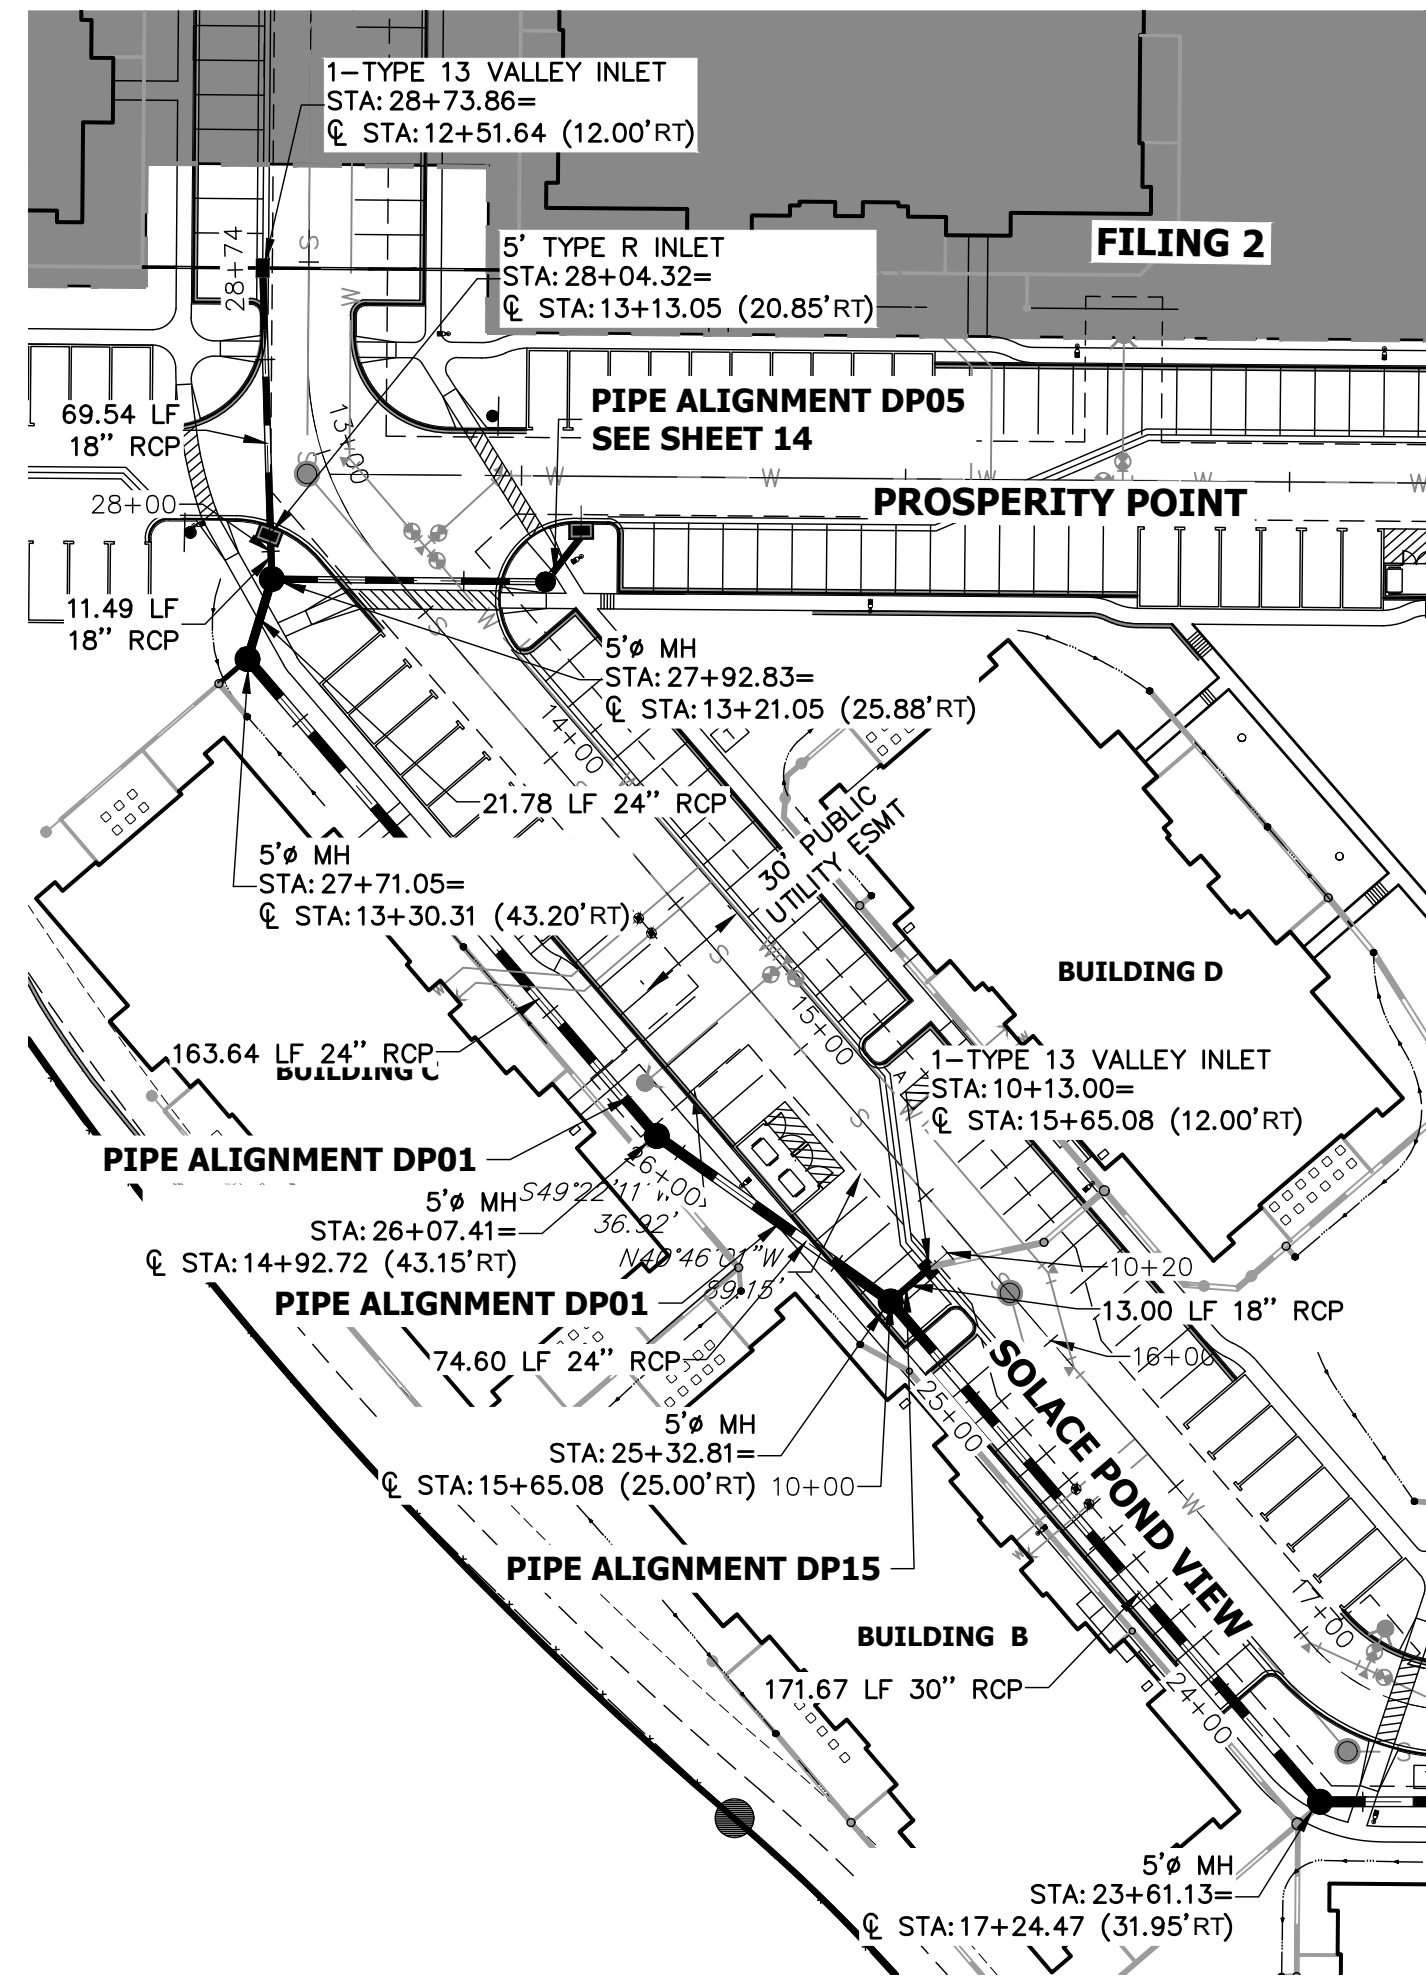 1-TYPE 13 VALLEY INLET
STA: 28+73.86=
℄ STA: 12+51.64 (12.00'RT)
28+74
S
W
5' TYPE R INLET
STA: 28+04.32=
℄ STA: 13+13.05 (20.85'RT)
FILING 2
69.54 LF
18" RCP
13+00
S
PIPE ALIGNMENT DP05
SEE SHEET 14
W
W
W
W
W
28+00
PROSPERITY POINT
11.49 LF
18" RCP
S
W
5'ø MH
STA: 27+92.83=
℄ STA: 13+21.05 (25.88'RT)
14+00
S
21.78 LF 24" RCP
30' PUBLIC
UTILITY ESMT
5'ø MH
STA: 27+71.05=
℄ STA: 13+30.31 (43.20'RT)
S
W
BUILDING D
15+00
163.64 LF 24" RCP
BUILDING C
1-TYPE 13 VALLEY INLET
STA: 10+13.00=
℄ STA: 15+65.08 (12.00'RT)
A
S
W
PIPE ALIGNMENT DP01
26+00
5'ø MH
STA: 26+07.41=
℄ STA: 14+92.72 (43.15'RT)
S49°22'11"W
36.92'
N40°46'01"W
89.15'
10+20
PIPE ALIGNMENT DP01
13.00 LF 18" RCP
S
74.60 LF 24" RCP
16+00
25+00
SOLACE POND VIEW
5'ø MH
STA: 25+32.81=
℄ STA: 15+65.08 (25.00'RT)
10+00
W
PIPE ALIGNMENT DP15
17+00
BUILDING B
171.67 LF 30" RCP
24+00
S
5'ø MH
STA: 23+61.13=
℄ STA: 17+24.47 (31.95'RT)